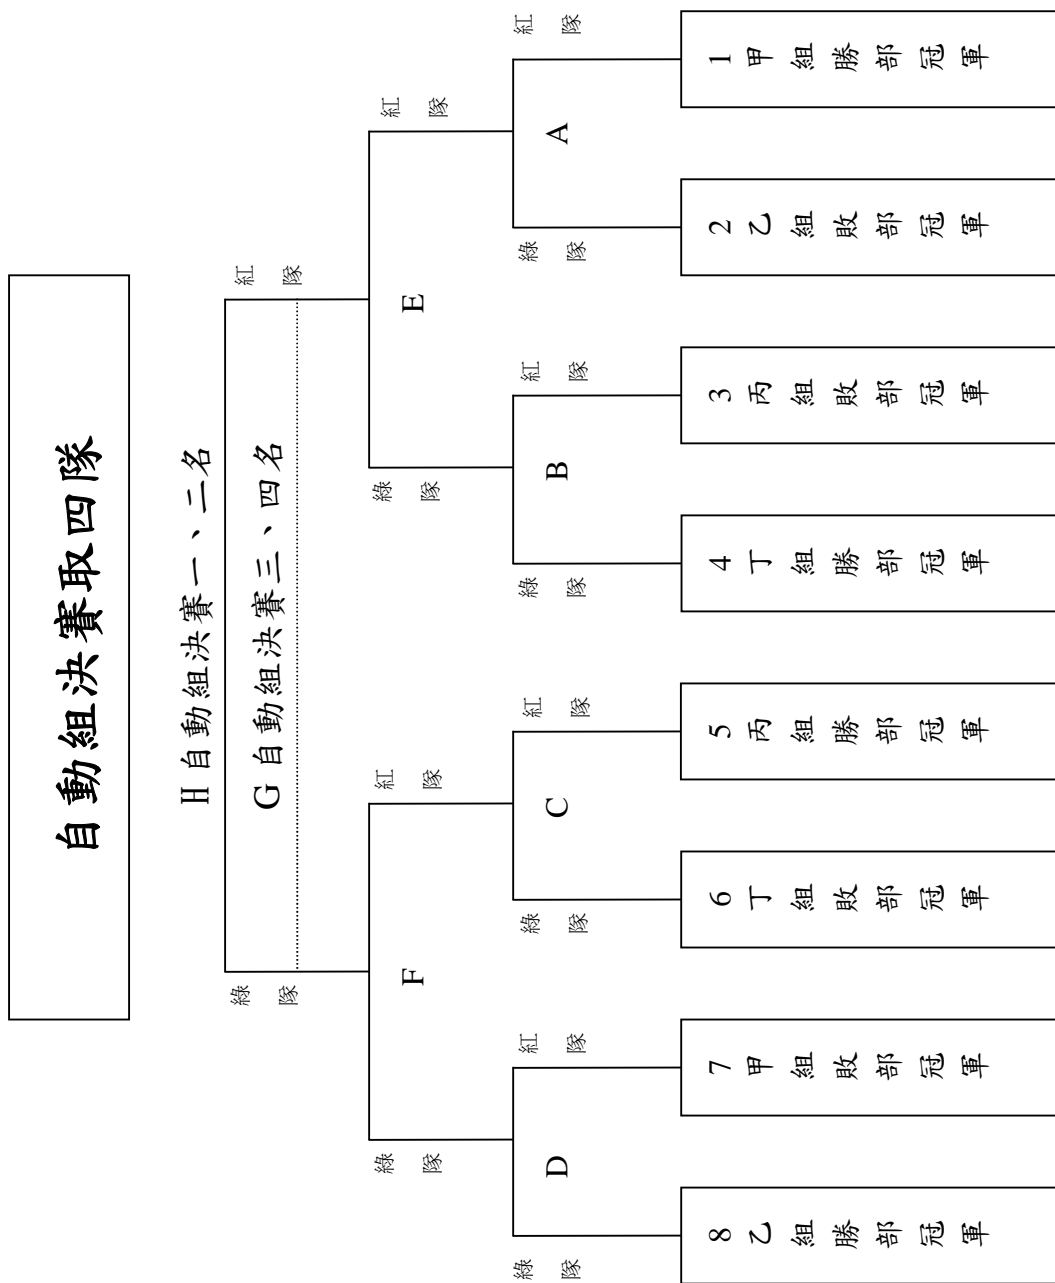 自動組決賽取四隊
H 自動組決賽一、二名
G 自動組決賽三、四名
綠隊
紅隊
F
E
綠隊
紅隊
綠隊
紅隊
D
C
B
A
綠隊
紅隊
綠隊
紅隊
綠隊
紅隊
綠隊
紅隊
8乙組勝部冠軍
7甲組敗部冠軍
6丁組敗部冠軍
5丙組勝部冠軍
4丁組勝部冠軍
3丙組敗部冠軍
2乙組敗部冠軍
1甲組勝部冠軍